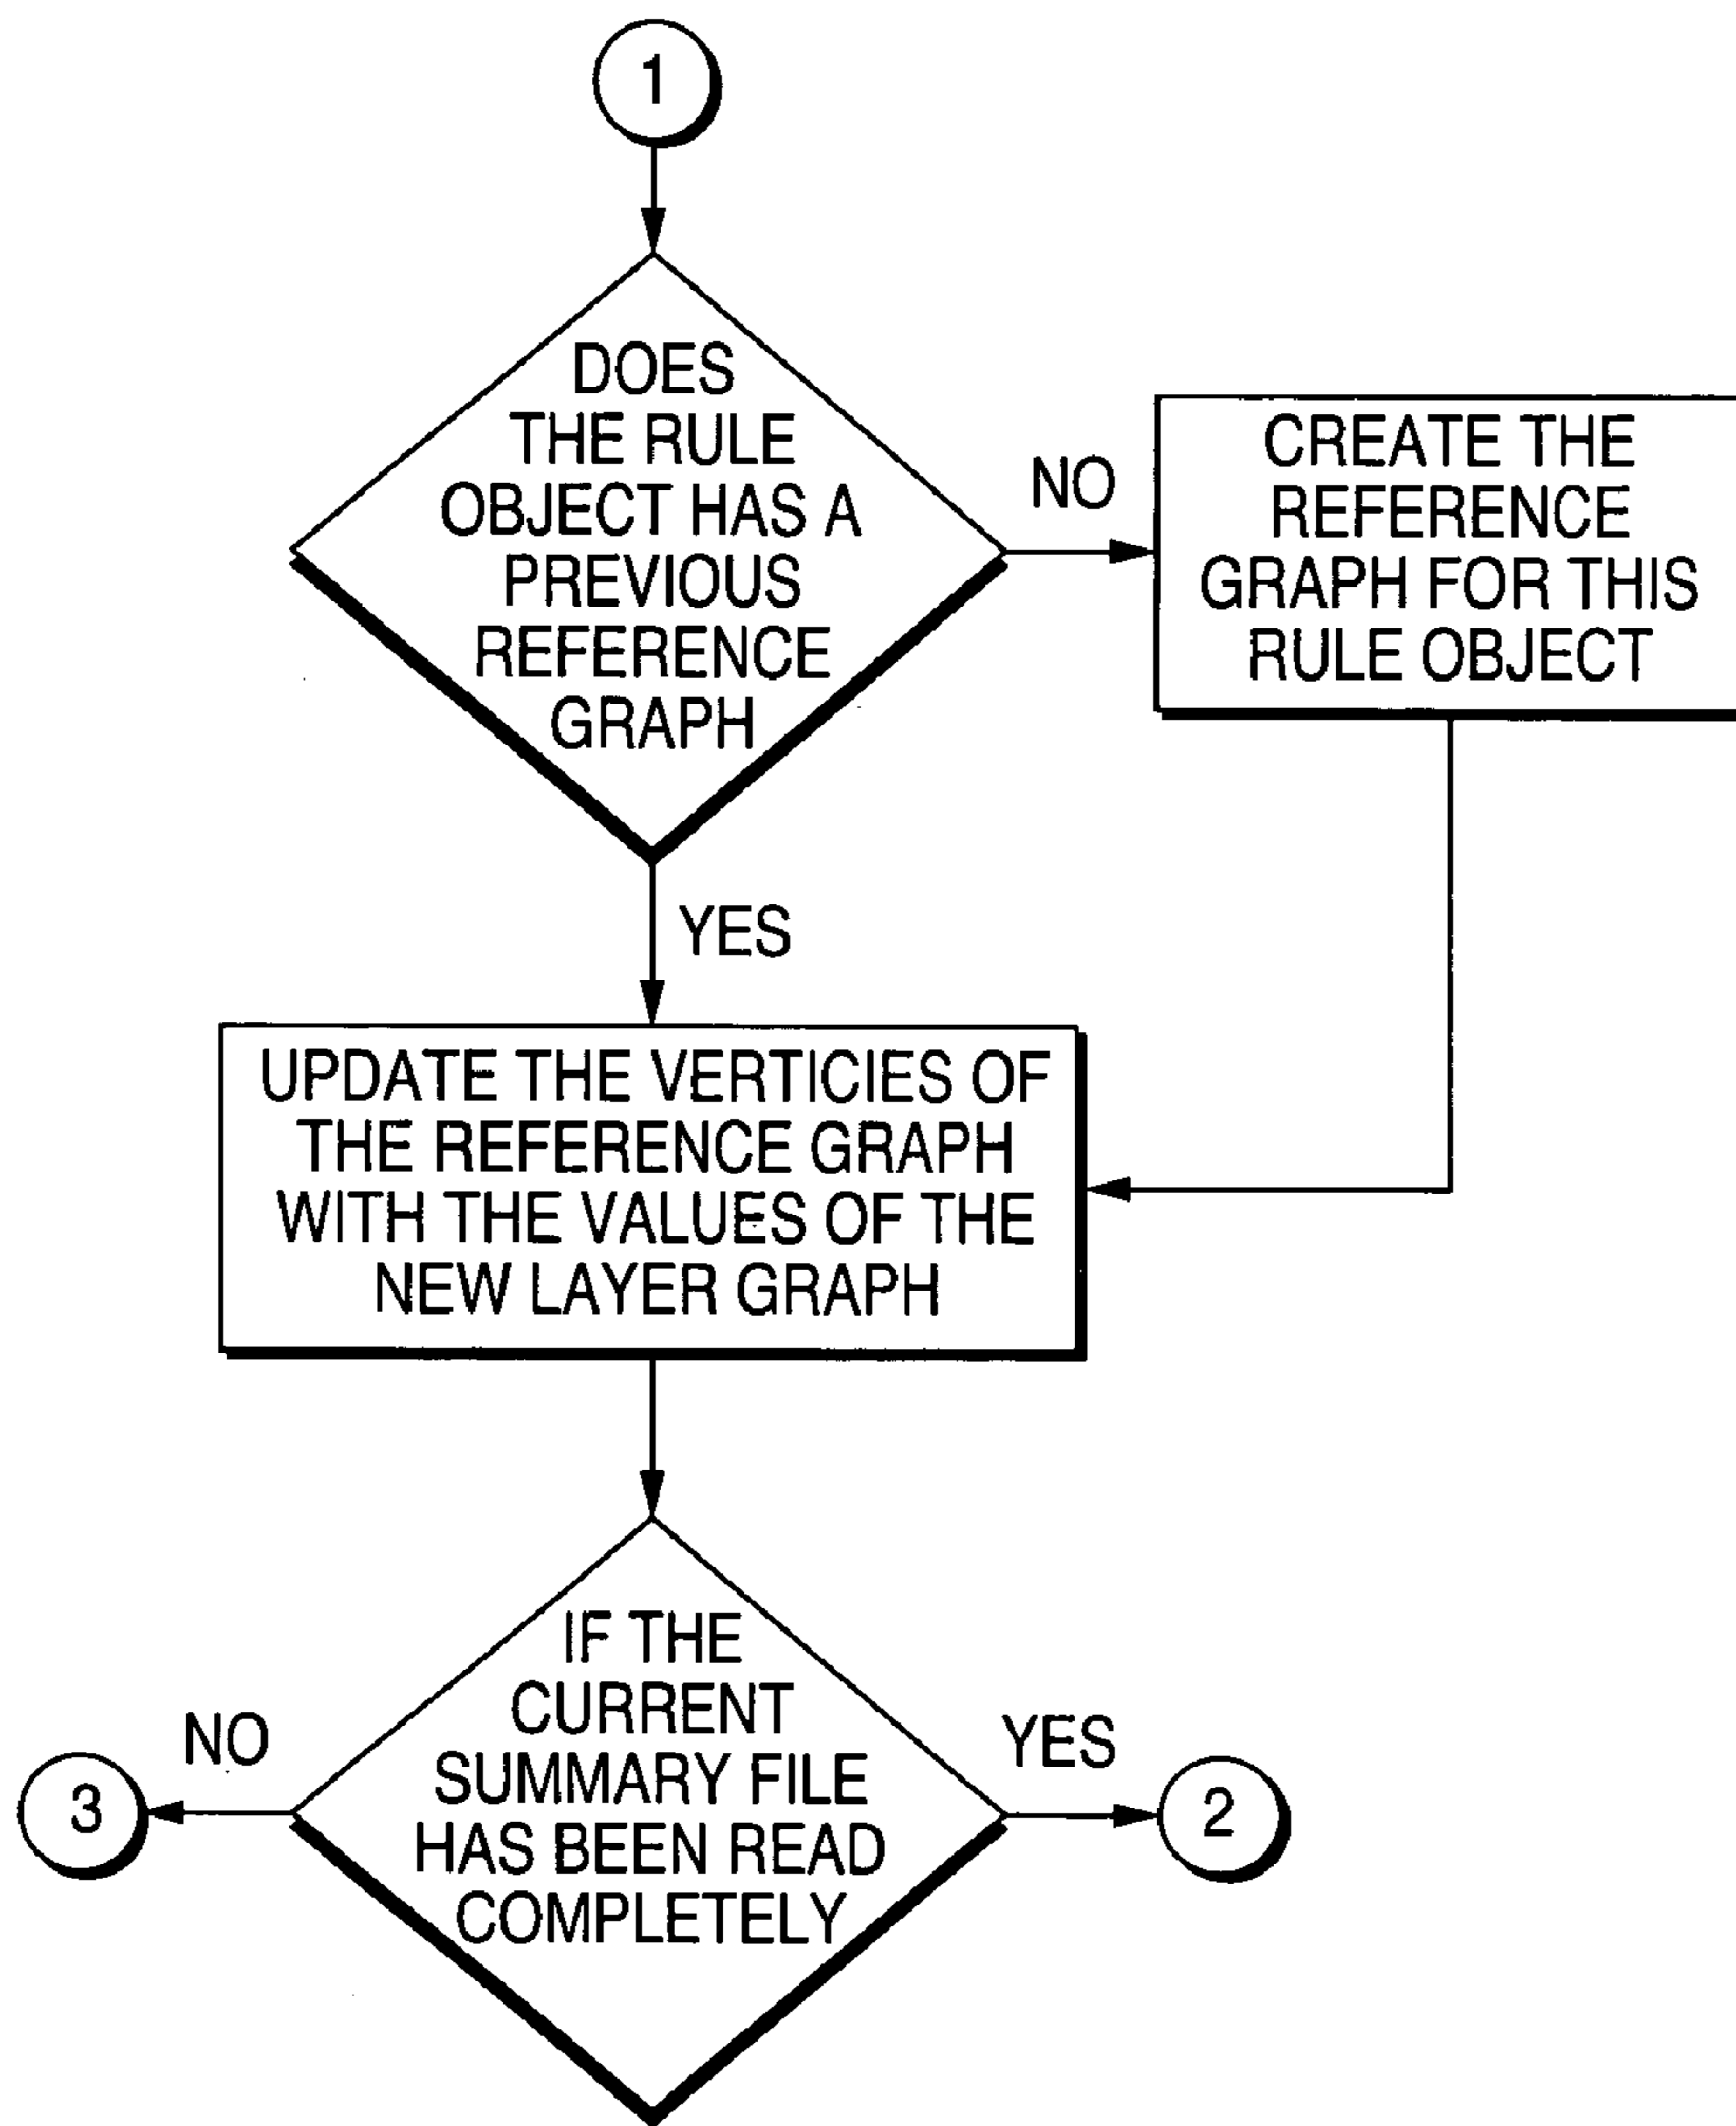 1
DOES
THE RULE
OBJECT HAS A
PREVIOUS
REFERENCE
GRAPH
NO
CREATE THE
REFERENCE
GRAPH FOR THIS
RULE OBJECT
YES
UPDATE THE VERTICIES OF
THE REFERENCE GRAPH
WITH THE VALUES OF THE
NEW LAYER GRAPH
IF THE
CURRENT
SUMMARY FILE
HAS BEEN READ
COMPLETELY
NO
3
YES
2